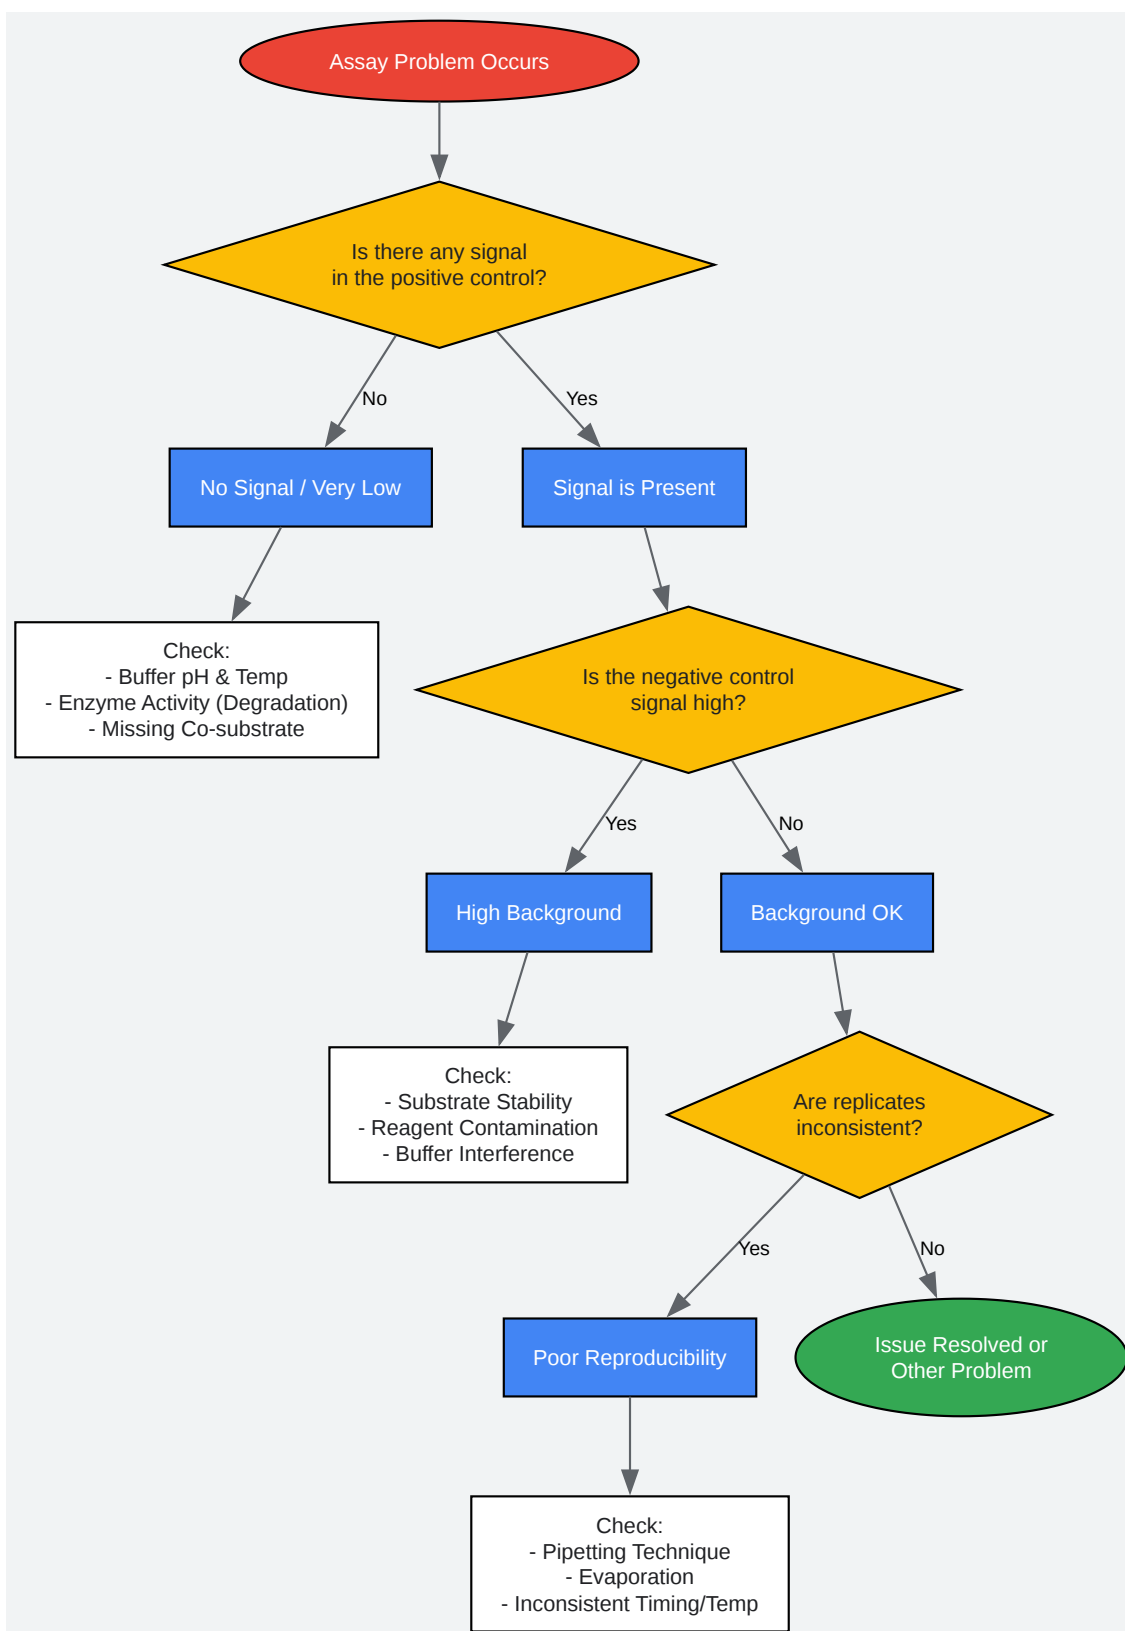 Assay Problem Occurs
Is there any signal
in the positive control?
No
Yes
No Signal / Very Low
Signal is Present
Check:
- Buffer pH & Temp
- Enzyme Activity (Degradation)
- Missing Co-substrate
Is the negative control
signal high?
Yes
No
High Background
Background OK
Check:
- Substrate Stability
- Reagent Contamination
- Buffer Interference
Are replicates
inconsistent?
Yes
No
Poor Reproducibility
Issue Resolved or
Other Problem
Check:
- Pipetting Technique
- Evaporation
- Inconsistent Timing/Temp